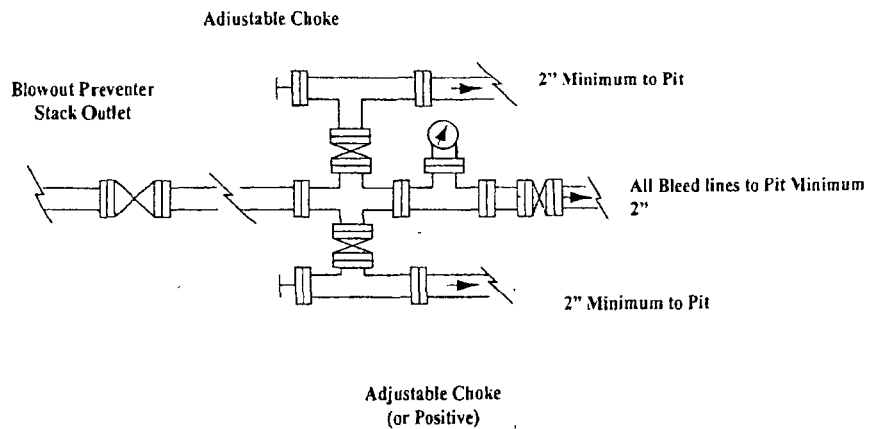 Adjustable Choke
2” Minimum to Pit
Blowout Preventer
Stack Outlet
All Bleed lines to Pit Minimum
2”
2” Minimum to Pit
Adjustable Choke
(or Positive)